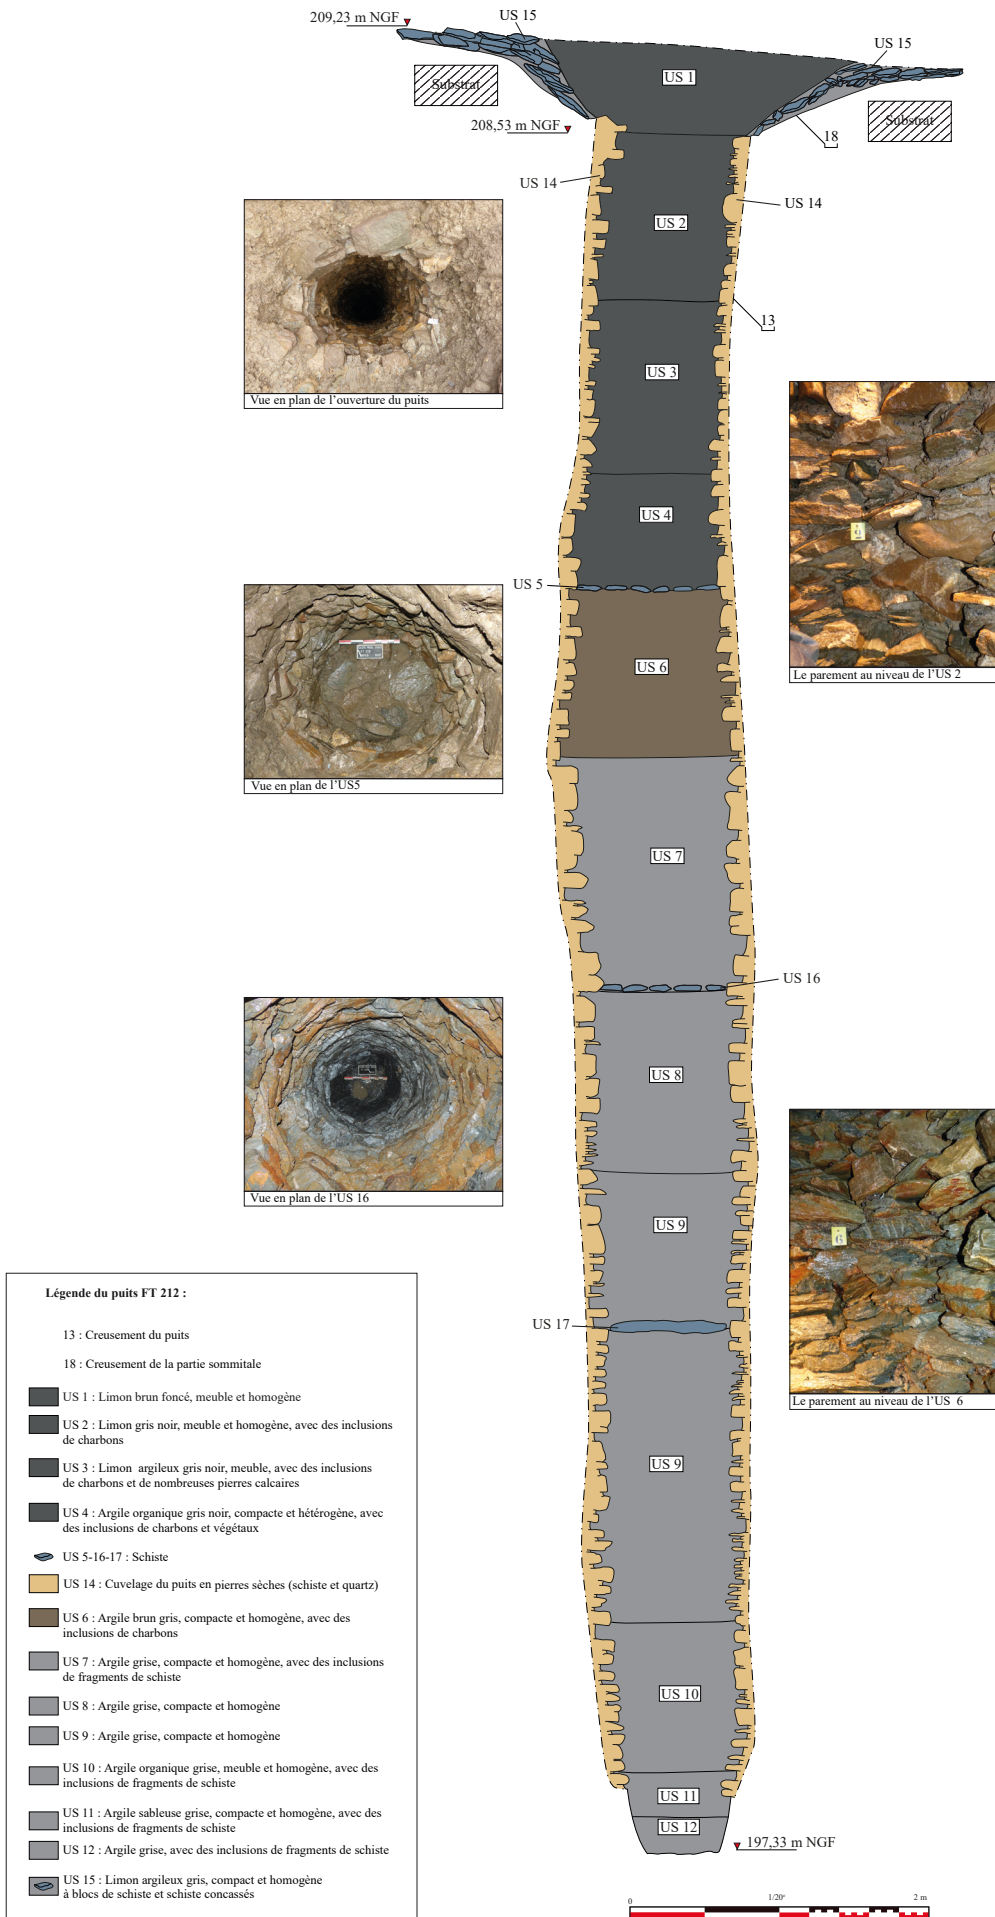 209,23 m NGF
US 15
US 15
Substrat
US 1
Substrat
208,53 m NGF
18
US 14
US 14
US 2
13
US 3
Vue en plan de l'ouverture du puits
US 4
9
US 5
US 6
Le parement au niveau de l'US 2
Vue en plan de l'US5
US 7
US 16
US 8
Vue en plan de l'US 16
US 9
6
US 17
Le parement au niveau de l'US 6
US 9
US 10
US 11
US 12
197,33 m NGF
Légende du puits FT 212 :
13 : Creusement du puits
18 : Creusement de la partie sommitale
US 1 : Limon brun foncé, meuble et homogène
US 2 : Limon gris noir, meuble et homogène, avec des inclusions
de charbons
US 3 : Limon argileux gris noir, meuble, avec des inclusions
de charbons et de nombreuses pierres calcaires
US 4 : Argile organique gris noir, compacte et hétérogène, avec
des inclusions de charbons et végétaux
US 5-16-17 : Schiste
US 14 : Cuvelage du puits en pierres sèches (schiste et quartz)
US 6 : Argile brun gris, compacte et homogène, avec des
inclusions de charbons
US 7 : Argile grise, compacte et homogène, avec des inclusions
de fragments de schiste
US 8 : Argile grise, compacte et homogène
US 9 : Argile grise, compacte et homogène
US 10 : Argile organique grise, meuble et homogène, avec des
inclusions de fragments de schiste
US 11 : Argile sableuse grise, compacte et homogène, avec des
inclusions de fragments de schiste
US 12 : Argile grise, avec des inclusions de fragments de schiste
US 15 : Limon argileux gris, compact et homogène
à blocs de schiste et schiste concassés
0
1/20e
2 m